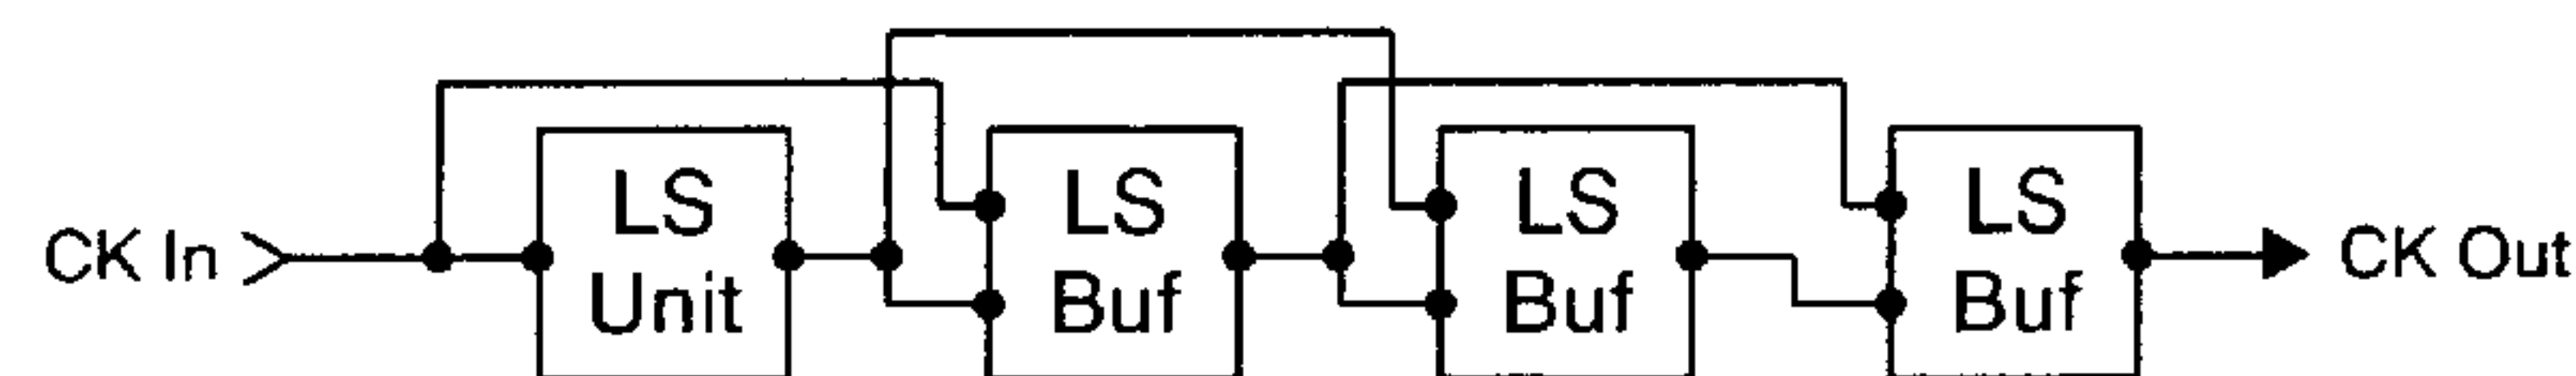 CK In
LS
Unit
LS
Buf
LS
Buf
LS
Buf
CK Out